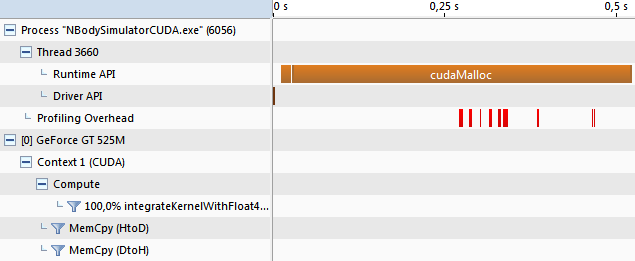 0 s 0,25 s 0,5 s
Process "NBodySimulatorCUDA.exe" (6056)
Thread 3660
Runtime API cudaMalloc
Driver API
Profiling Overhead
[0] GeForce GT 525M
Context 1 (CUDA)
Compute
100,0% integrateKernelWithFloat4...
MemCpy (HtoD)
MemCpy (DtoH)